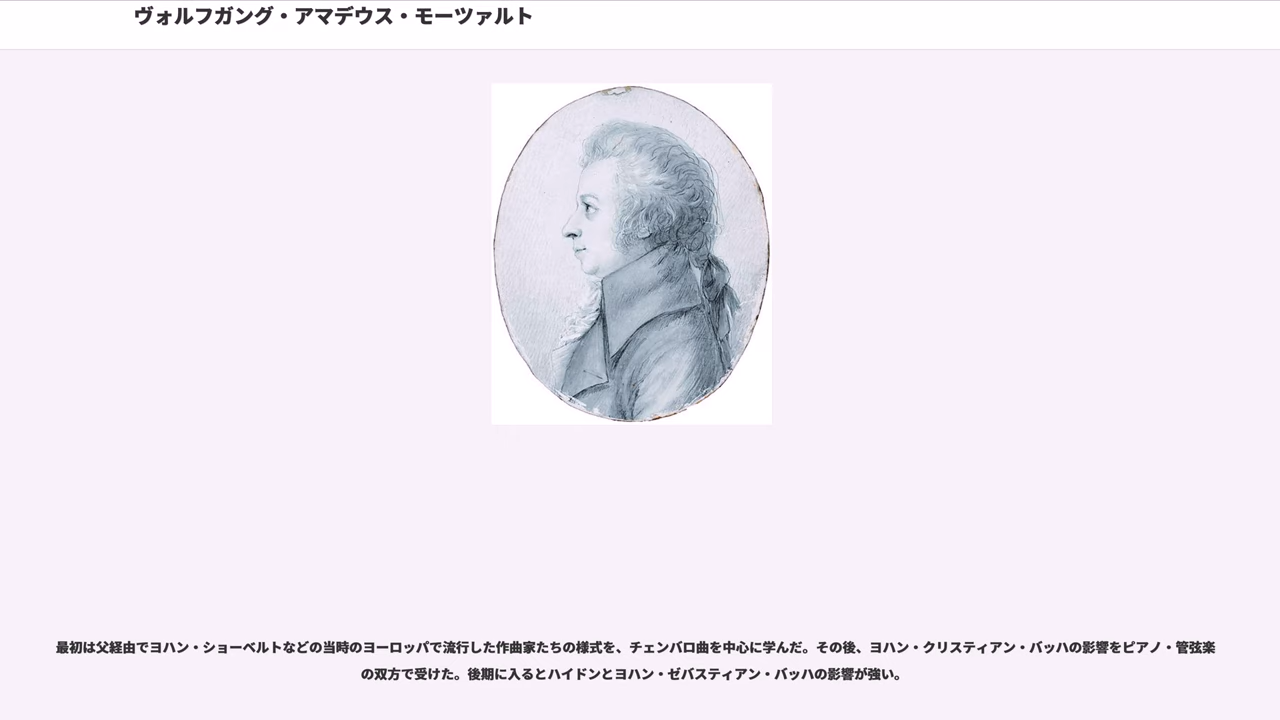 ヴォルフガング・アマデウス・モーツァルト
最初は父経由でヨハン・ショーベルトなどの当時のヨーロッパで流行した作曲家たちの様式を、チェンバロ曲を中心に学んだ。その後、ヨハン・クリスティアン・バッハの影響をピアノ・管弦楽
の双方で受けた。後期に入るとハイドンとヨハン・ゼバスティアン・バッハの影響が強い。